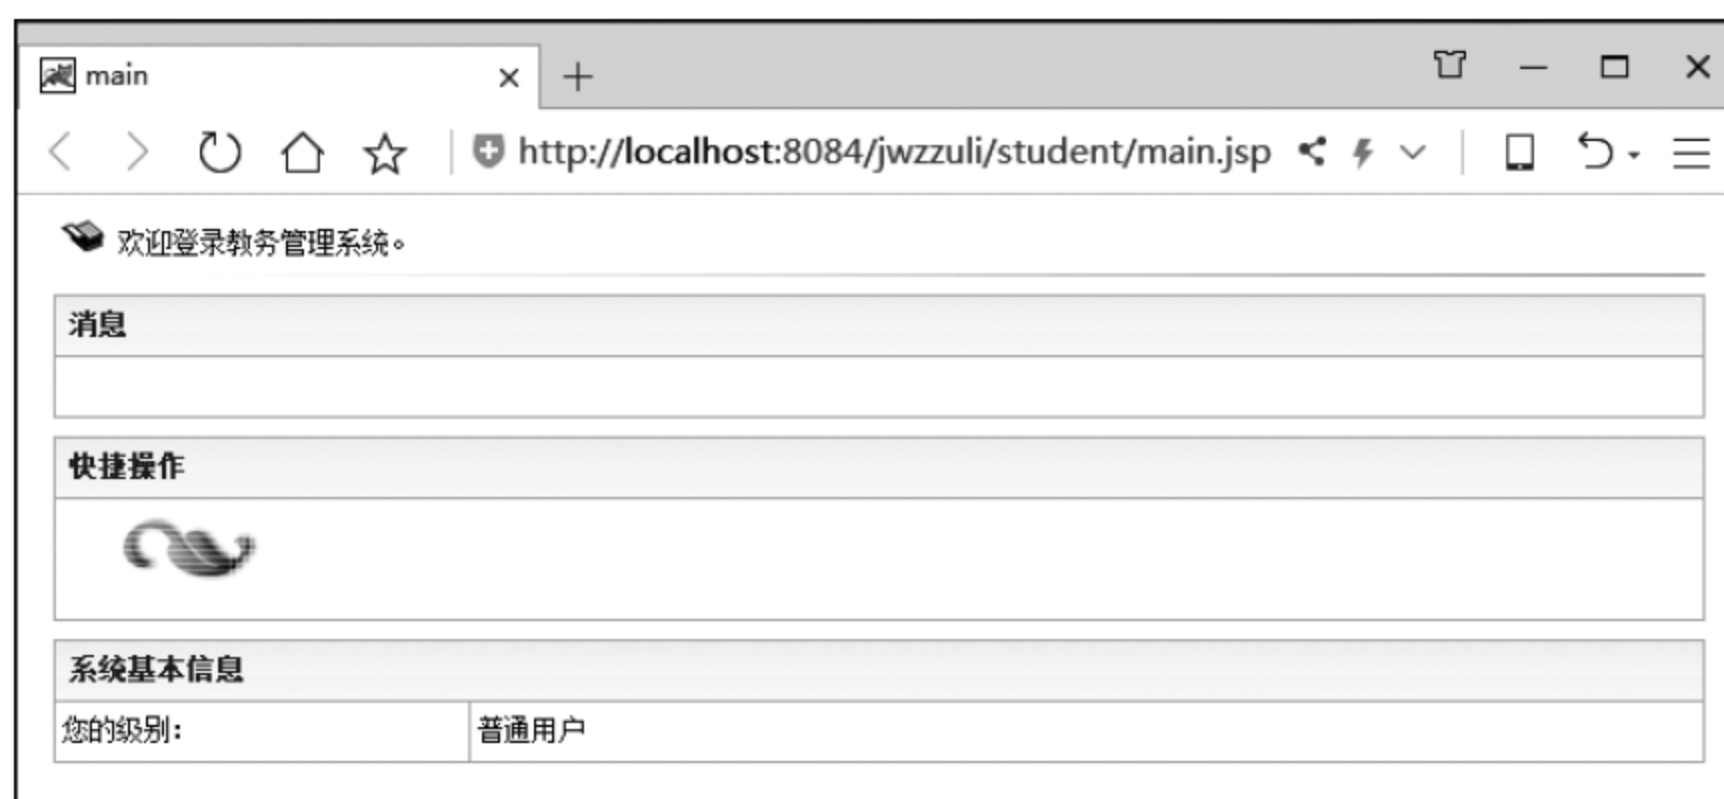 main
http://localhost:8084/jwzzuli/student/main.jsp
欢迎登录教务管理系统。
消息
快捷操作
系统基本信息
您的级别: 普通用户